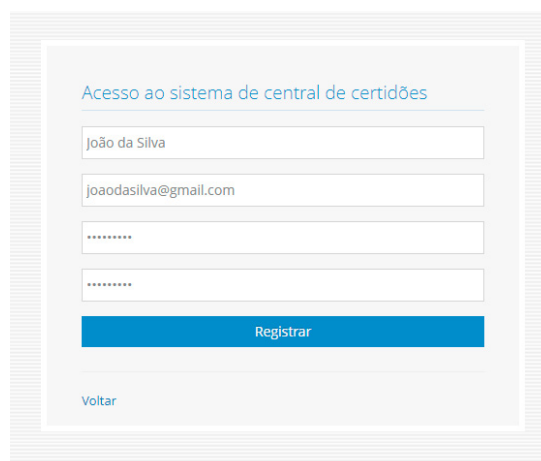 Acesso ao sistema de central de certidões
João da Silva
joaodasilva@gmail.com
•••••••••
•••••••••
Registrar
Voltar